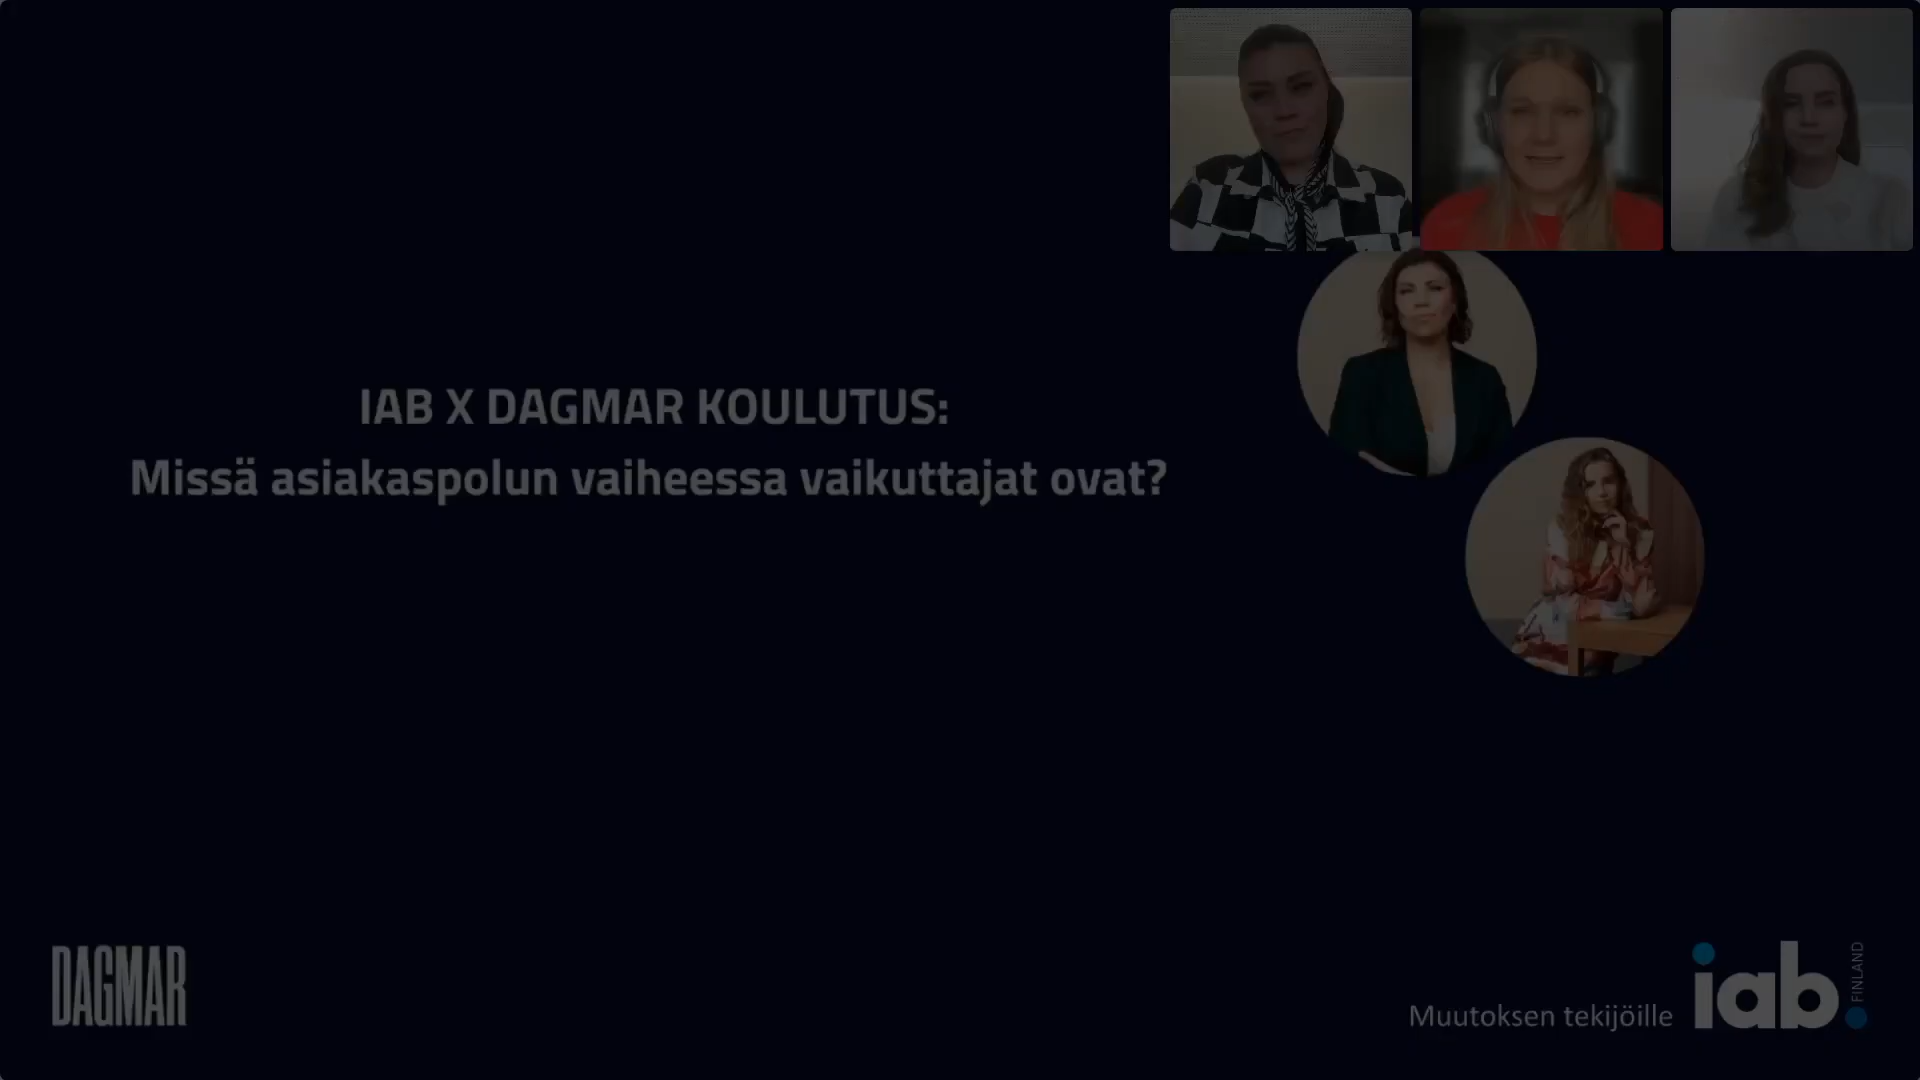 IAB X DAGMAR KOULUTUS:
Missä asiakaspolun vaiheessa vaikuttajat ovat?
DAGMAR
Muutoksen tekijöille
iab.
FINLAND